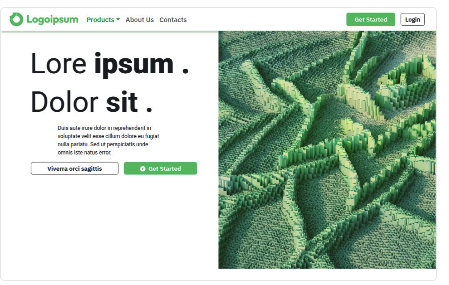 Logoipsum Products About Us Contacts Get Started Login
Lore ipsum .
Dolor sit .
Duis aute irure dolor in reprehenderit in
voluptate velit esse cillum dolore eu fugiat
nulla pariatu. Sed ut perspiciatis unde
omnis iste natus error.
Viverra orci sagittis Get Started